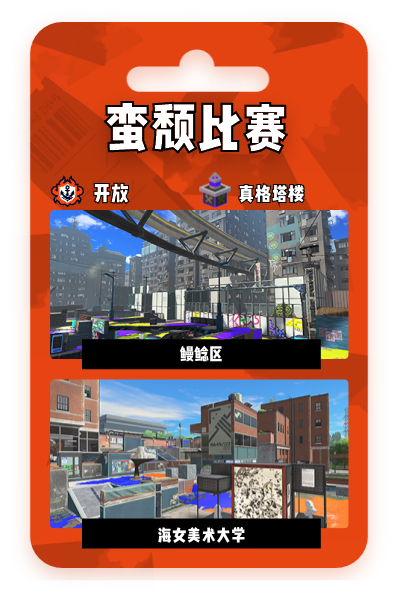 蛮颓比赛
开放
真格塔楼
鳗鲶区
海女美术大学